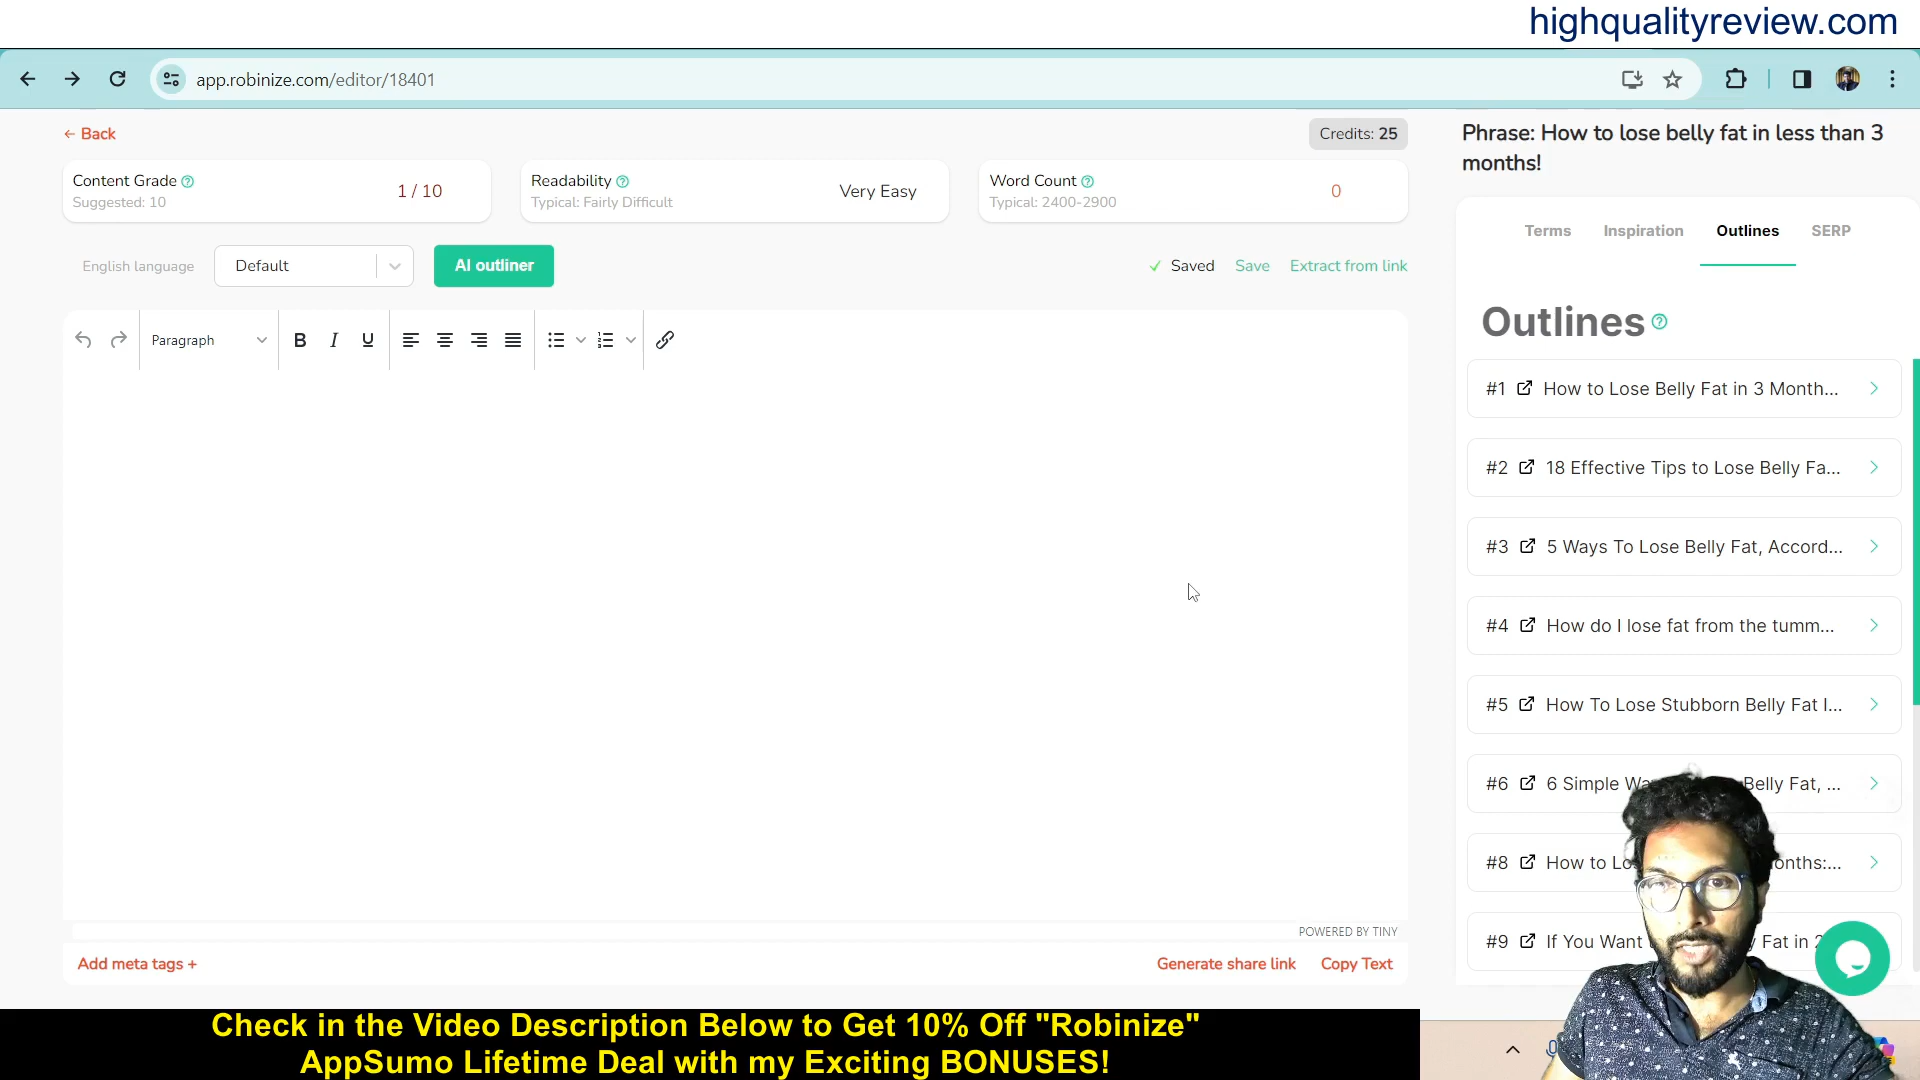 highqualityreview.com
app.robinize.com/editor/18401
← Back
Credits: 25
Content Grade
Suggested: 10
1 / 10
Readability
Typical: Fairly Difficult
Very Easy
Word Count
Typical: 2400-2900
0
English language
Default
AI outliner
Saved
Save
Extract from link
Paragraph
B I U
POWERED BY TINY
Add meta tags +
Generate share link
Copy Text
Phrase: How to lose belly fat in less than 3
months!
Terms
Inspiration
Outlines
SERP
Outlines
#1 How to Lose Belly Fat in 3 Month...
#2 18 Effective Tips to Lose Belly Fa...
#3 5 Ways To Lose Belly Fat, Accord...
#4 How do I lose fat from the tumm...
#5 How To Lose Stubborn Belly Fat I...
#6 6 Simple Belly Fat, ...
#8 How to onths:...
#9 If You Want Fat in
Check in the Video Description Below to Get 10% Off "Robinize"
AppSumo Lifetime Deal with my Exciting BONUSES!